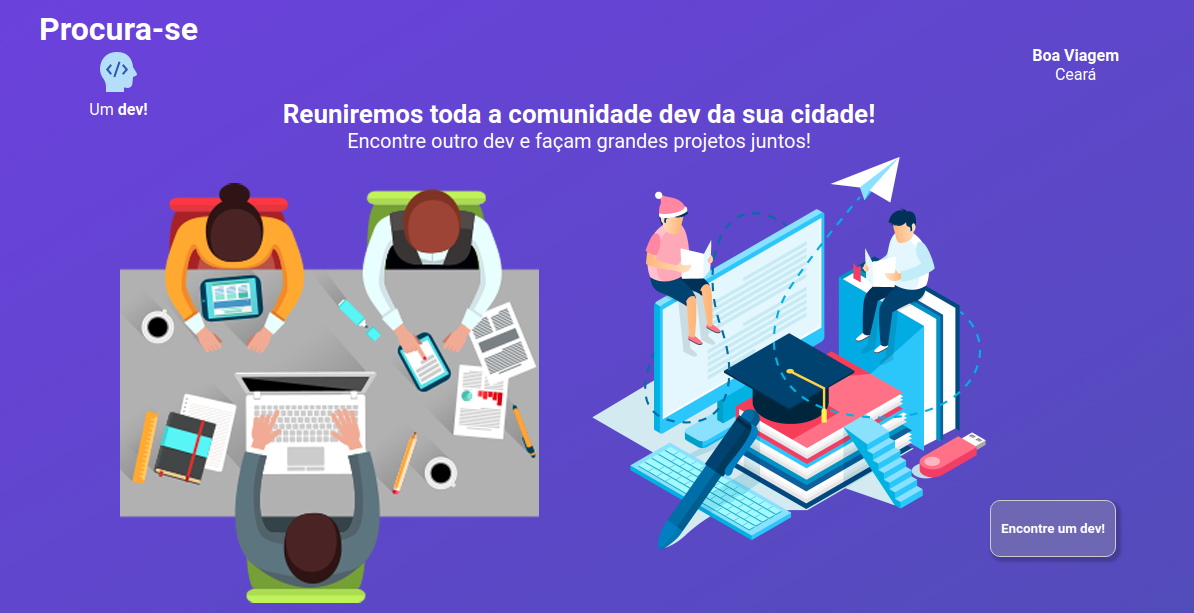 Procura-se
</>
Um dev!
Boa Viagem
Ceará
Reuniremos toda a comunidade dev da sua cidade!
Encontre outro dev e façam grandes projetos juntos!
Encontre um dev!